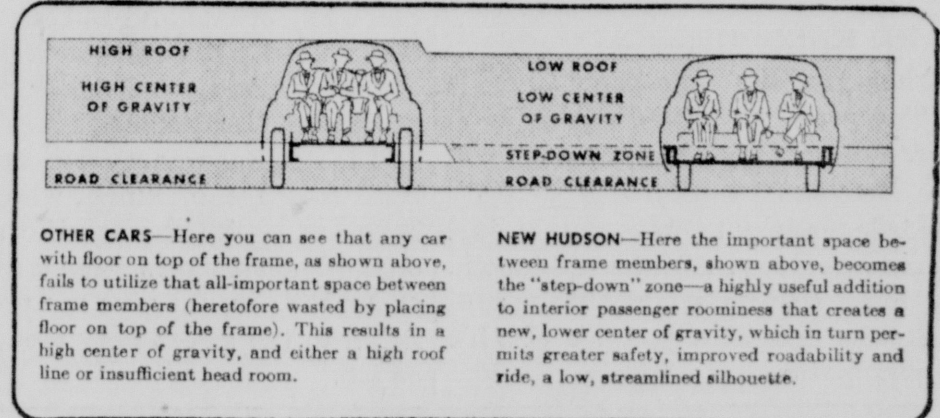 HIGH ROOF
HIGH CENTER
OF GRAVITY
ROAD CLEARANCE
LOW ROOF
LOW CENTER
OF GRAVITY
STEP-DOWN ZONE
ROAD CLEARANCE
OTHER CARS—Here you can see that any car
with floor on top of the frame, as shown above,
fails to utilize that all-important space between
frame members (heretofore wasted by placing
floor on top of the frame). This results in a
high center of gravity, and either a high roof
line or insufficient head room.
NEW HUDSON—Here the important space be-
tween frame members, shown above, becomes
the "step-down" zone—a highly useful addition
to interior passenger roominess that creates a
new, lower center of gravity, which in turn per-
mits greater safety, improved roadability and
ride, a low, streamlined silhouette.